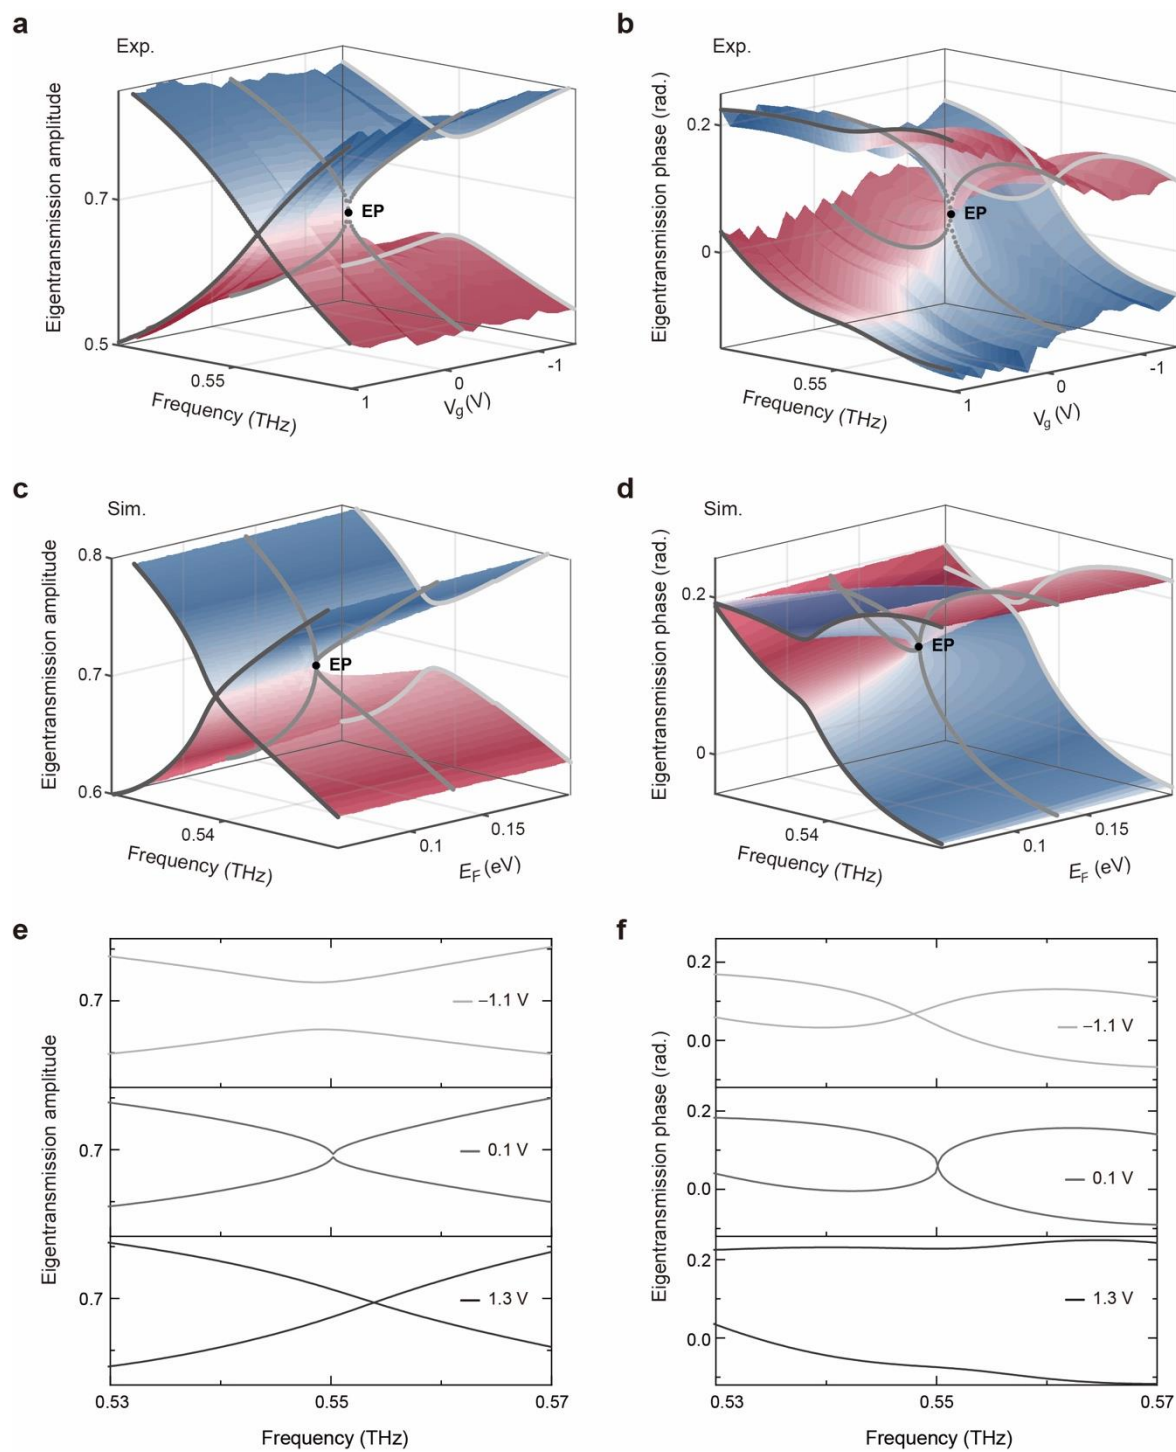 a
Exp.
Eigentransmission amplitude
0.7
0.5
EP
0.55
Frequency (THz)
1
0
-1
Vg (V)
b
Exp.
Eigentransmission phase (rad.)
0.2
0
EP
0.55
Frequency (THz)
1
0
-1
Vg (V)
c
Sim.
Eigentransmission amplitude
0.8
0.7
0.6
EP
0.54
Frequency (THz)
0.1
0.15
EF (eV)
d
Sim.
Eigentransmission phase (rad.)
0.2
0
EP
0.54
Frequency (THz)
0.1
0.15
EF (eV)
e
Eigentransmission amplitude
0.7
−1.1 V
0.7
0.1 V
0.7
1.3 V
0.53
0.55
0.57
Frequency (THz)
f
Eigentransmission phase (rad.)
0.2
0.0
−1.1 V
0.2
0.0
0.1 V
0.2
0.0
1.3 V
0.53
0.55
0.57
Frequency (THz)